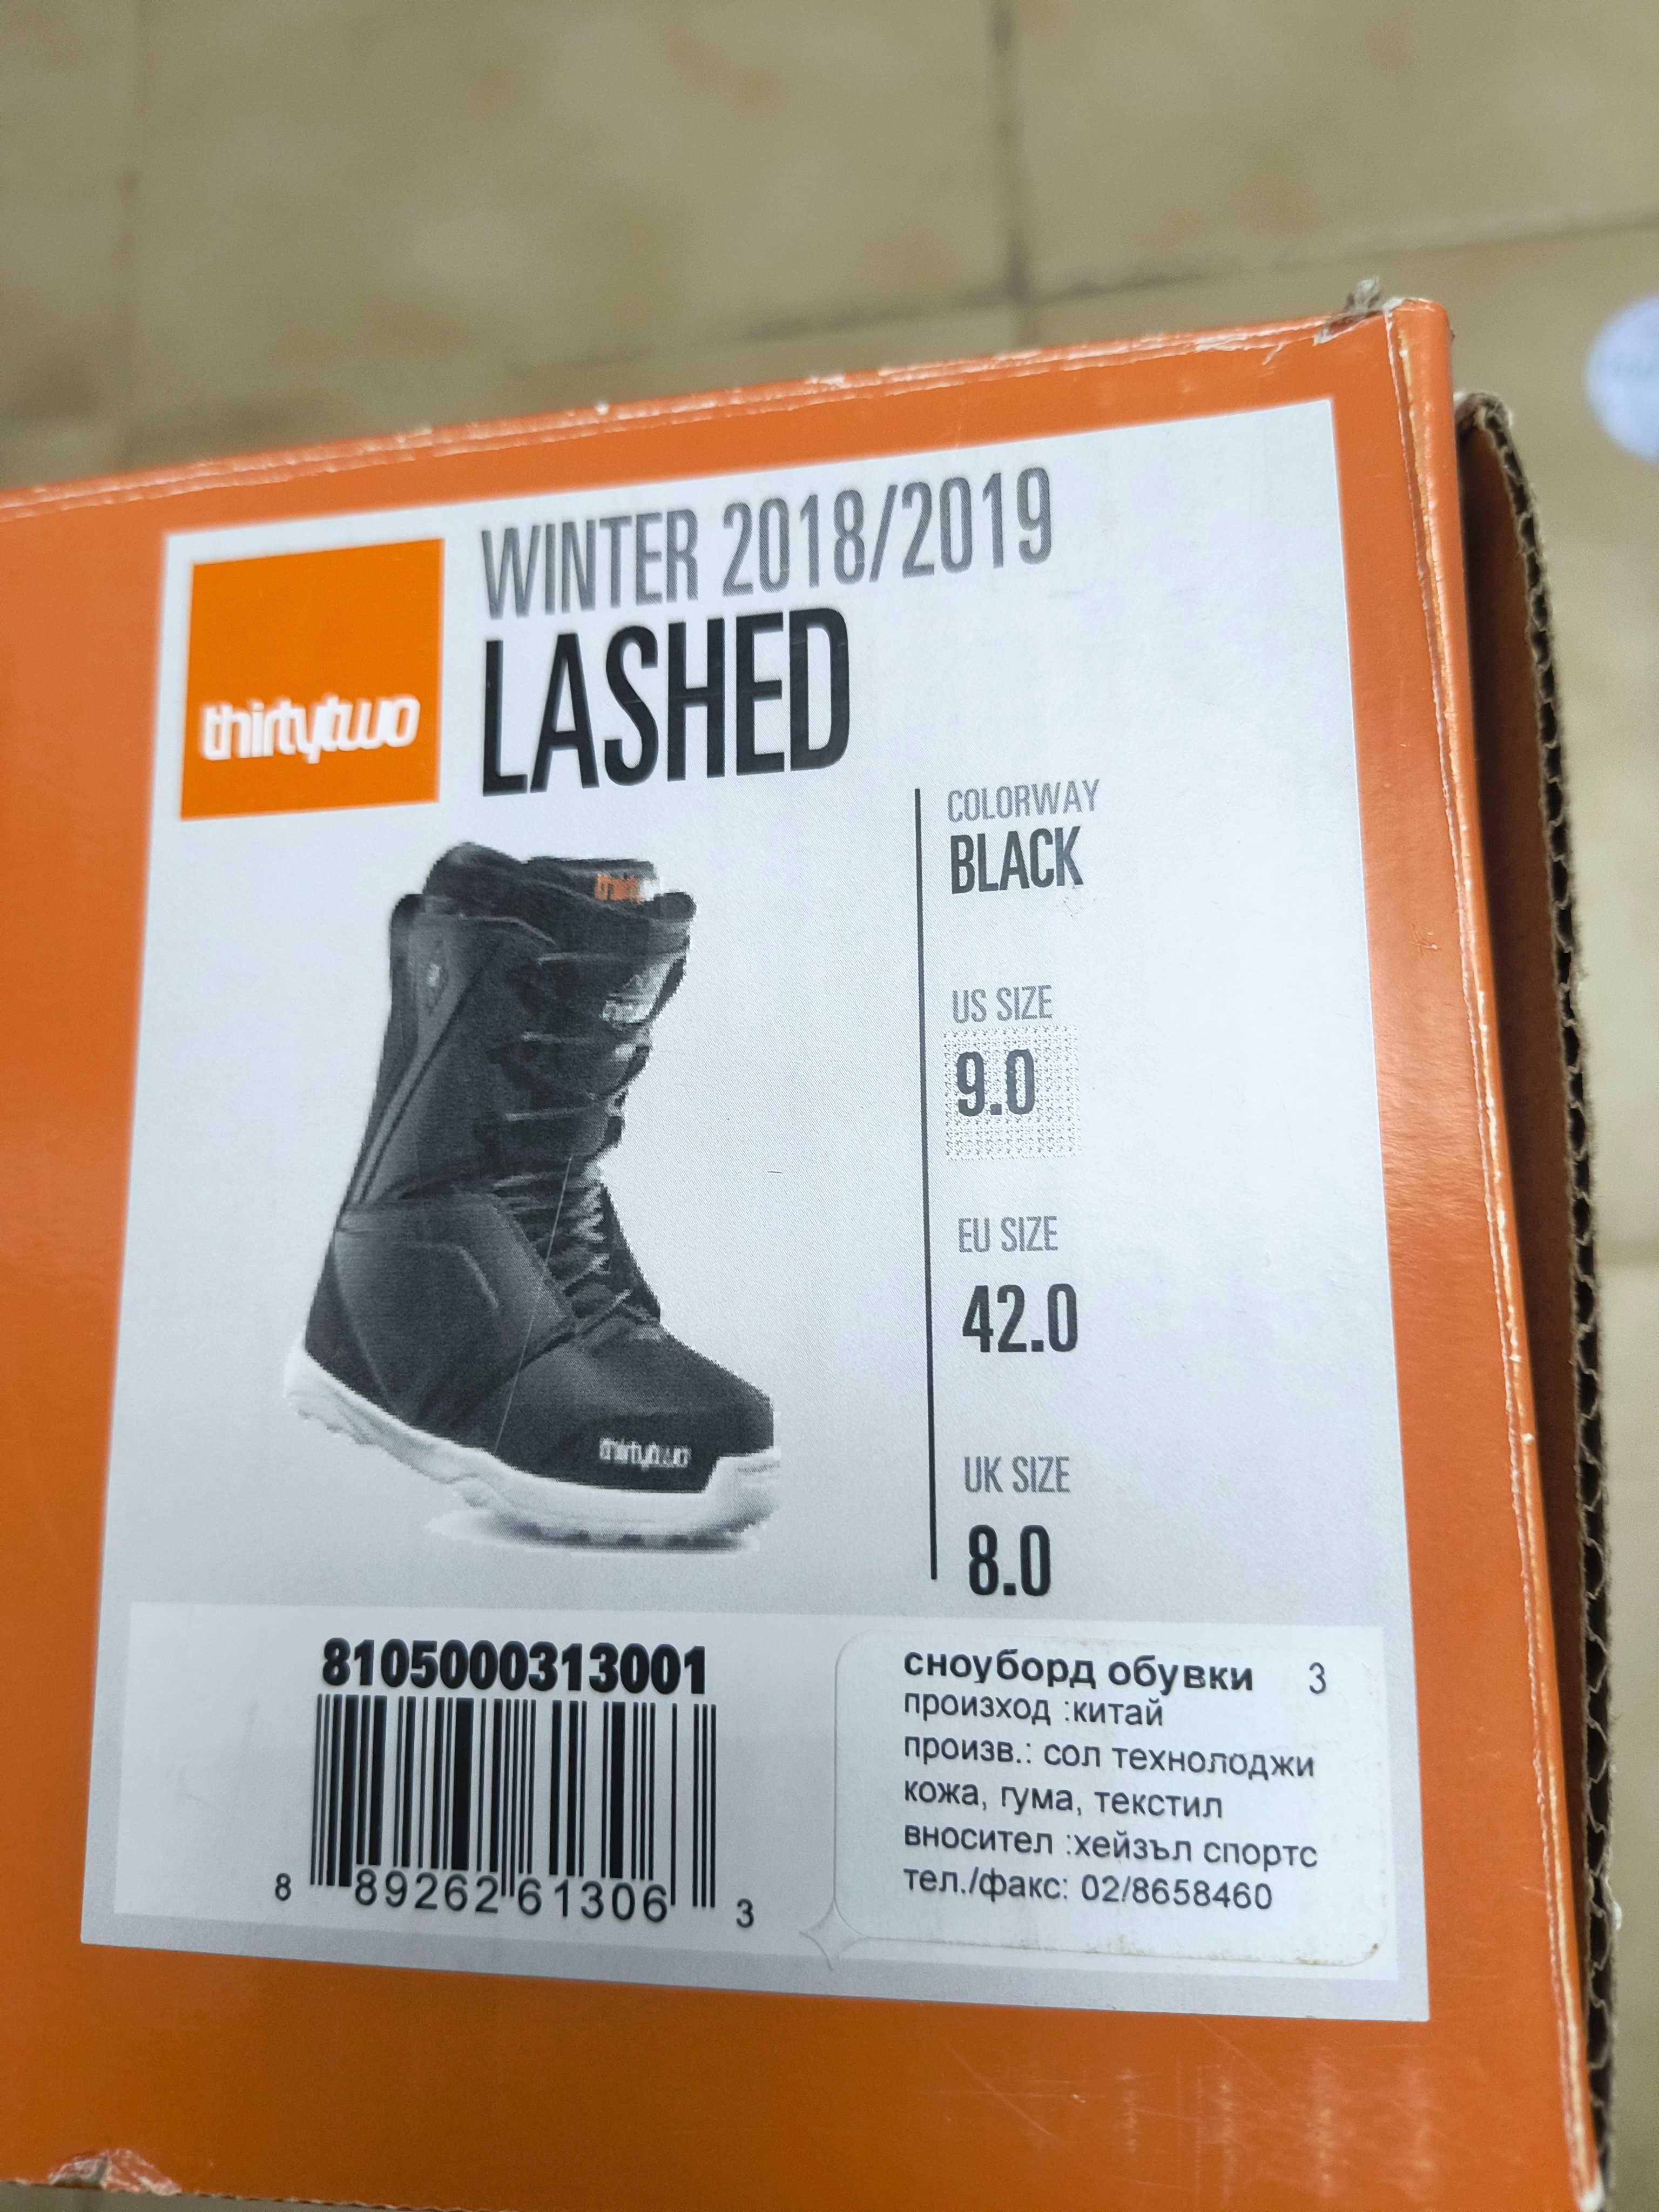 WINTER 2018/2019
LASHED
thirtytwo
COLORWAY
BLACK
US SIZE
9.0
EU SIZE
42.0
UK SIZE
8.0
thirtytwo
8105000313001
8 89262 61306 3
сноуборд обувки 3
произход :китай
произв.: сол технолоджи
кожа, гума, текстил
вносител :хейзъл спортс
тел./факс: 02/8658460